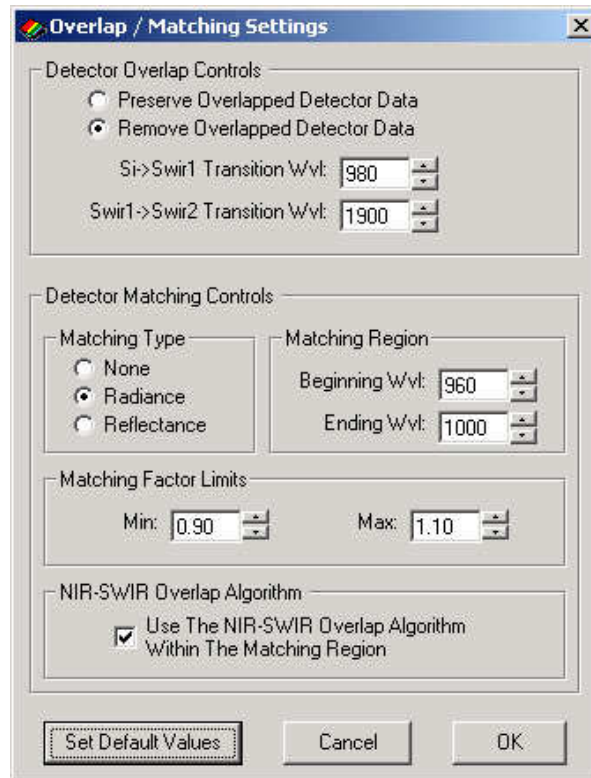 Overlap / Matching Settings
Detector Overlap Controls
Preserve Overlapped Detector Data
Remove Overlapped Detector Data
Si->Swir1 Transition Wvl: 980
Swir1->Swir2 Transition Wvl: 1900
Detector Matching Controls
Matching Type
None
Radiance
Reflectance
Matching Region
Beginning Wvl: 960
Ending Wvl: 1000
Matching Factor Limits
Min: 0.90 Max: 1.10
NIR-SWIR Overlap Algorithm
Use The NIR-SWIR Overlap Algorithm
Within The Matching Region
Set Default Values Cancel OK